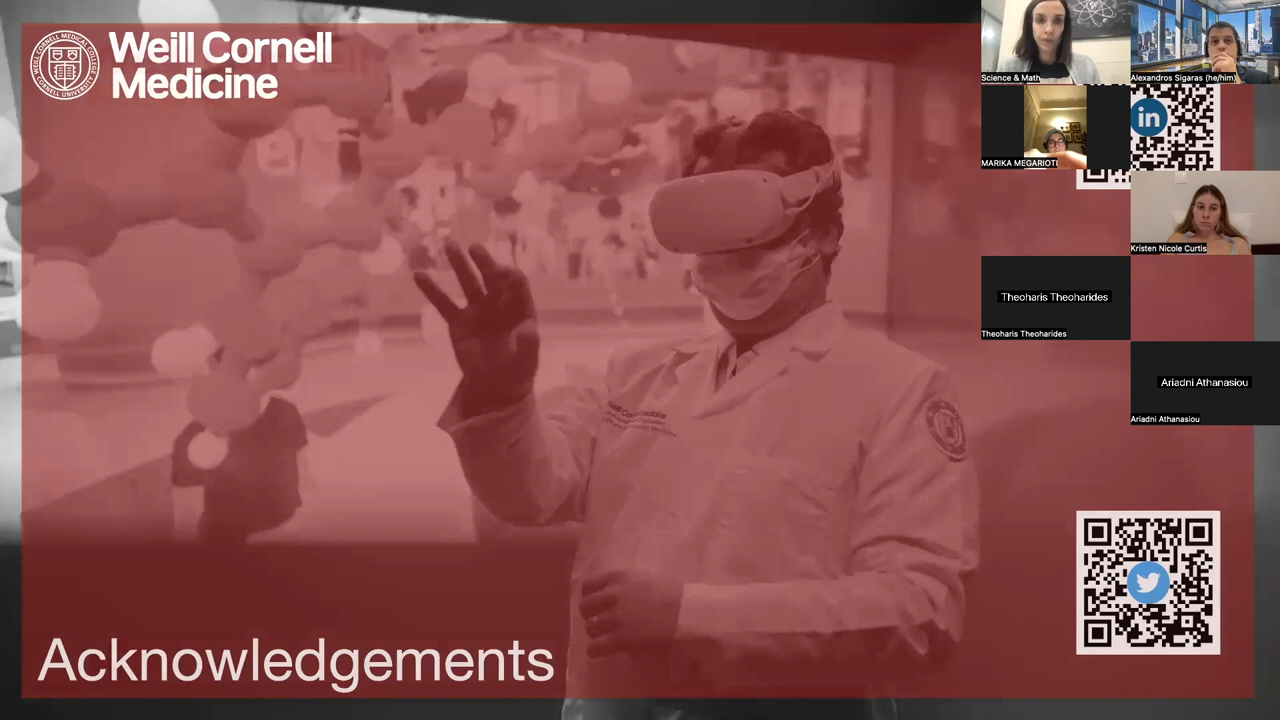 Weill Cornell
Medicine
Science & Math
Alexandros Sigaras (he/him)
in
MARIKA MEGARIOTI
Kristen Nicole Curtis
Theoharis Theoharides
Theoharis Theoharides
Ariadni Athanasiou
Ariadni Athanasiou
Acknowledgements